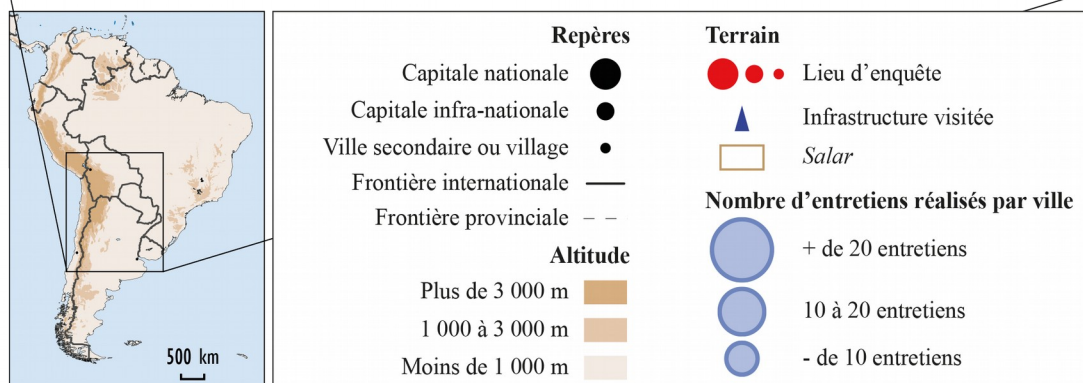 500 km
Repères
Capitale nationale
Capitale infra-nationale
Ville secondaire ou village
Frontière internationale
Frontière provinciale
Altitude
Plus de 3 000 m
1 000 à 3 000 m
Moins de 1 000 m
Terrain
Lieu d’enquête
Infrastructure visitée
Salar
Nombre d’entretiens réalisés par ville
+ de 20 entretiens
10 à 20 entretiens
- de 10 entretiens